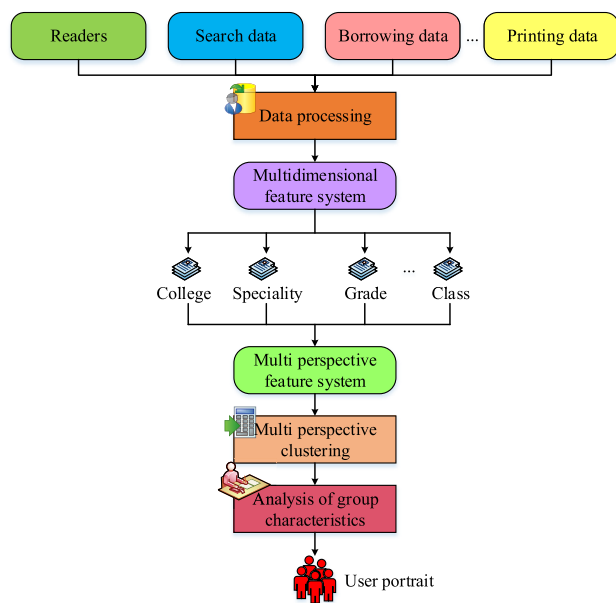 Readers
Search data
Borrowing data
...
Printing data
Data processing
Multidimensional
feature system
...
College
Speciality
Grade
Class
Multi perspective
feature system
Multi perspective
clustering
Analysis of group
characteristics
User portrait